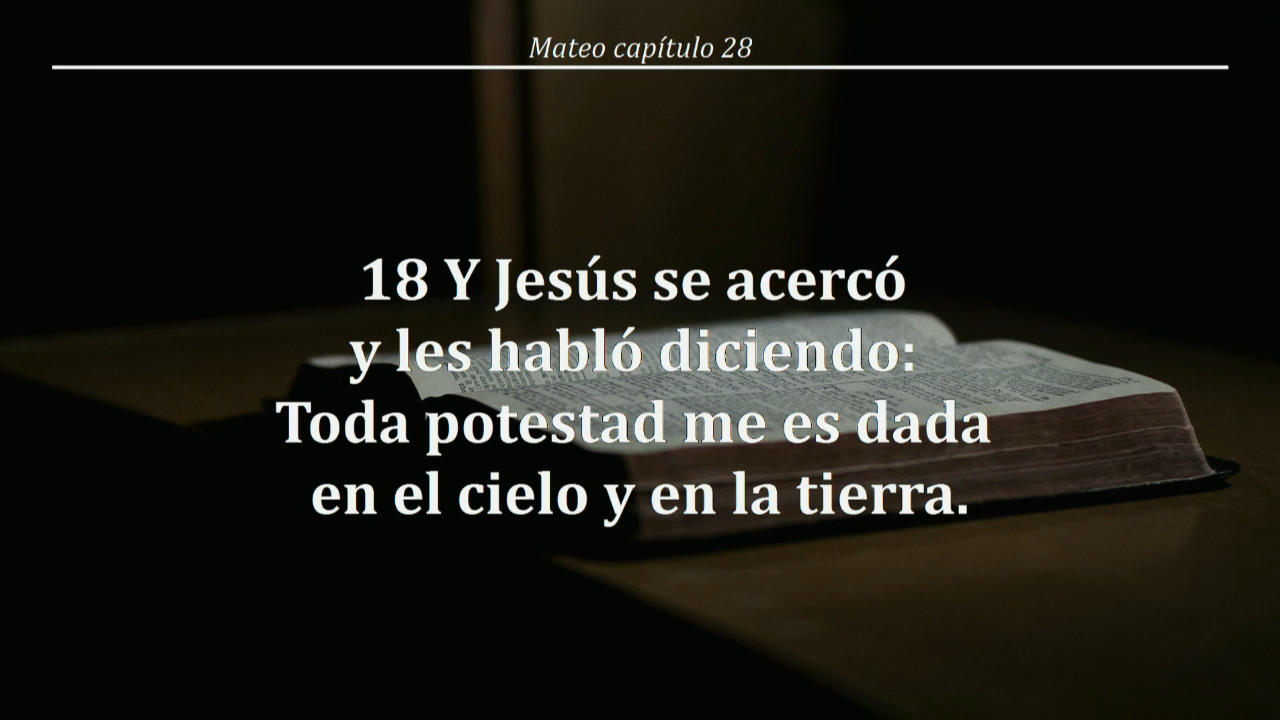 Mateo capítulo 28
18 Y Jesús se acercó
y les habló diciendo:
Toda potestad me es dada
en el cielo y en la tierra.